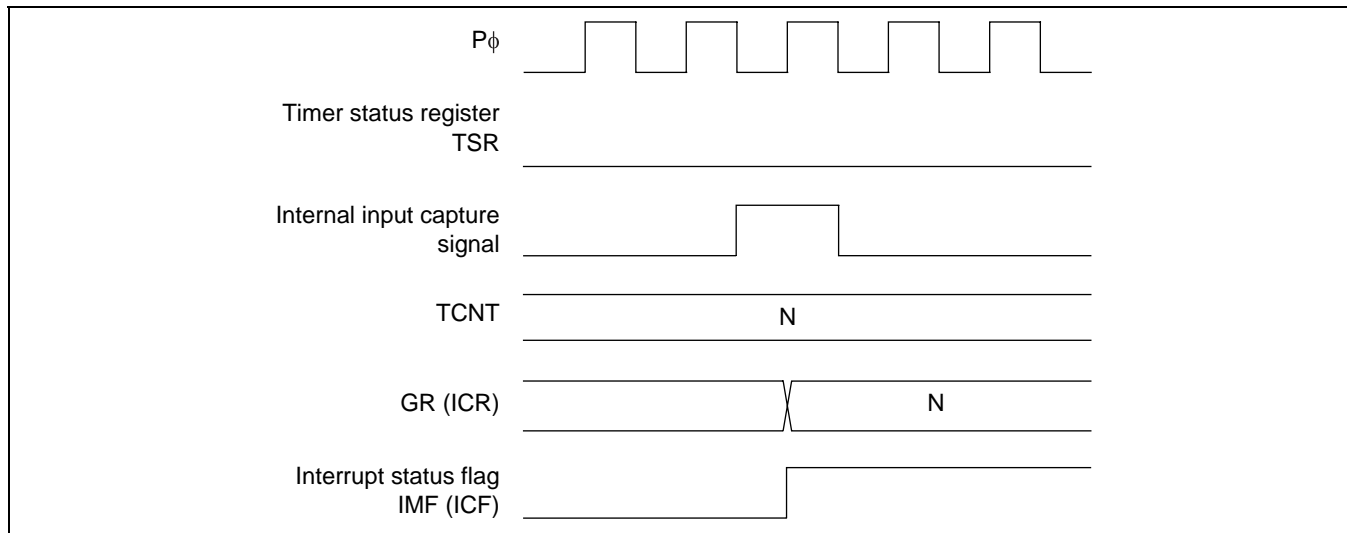 Pϕ
Timer status register
TSR
Internal input capture
signal
TCNT
N
GR (ICR)
N
Interrupt status flag
IMF (ICF)